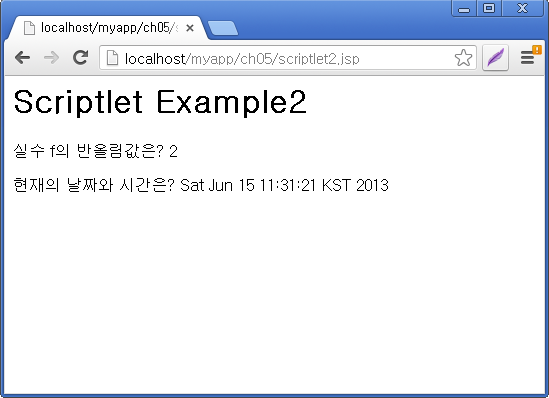 localhost/myapp/ch05/s
localhost/myapp/ch05/scriptlet2.jsp
Scriptlet Example2
실수 f의 반올림값은? 2
현재의 날짜와 시간은? Sat Jun 15 11:31:21 KST 2013